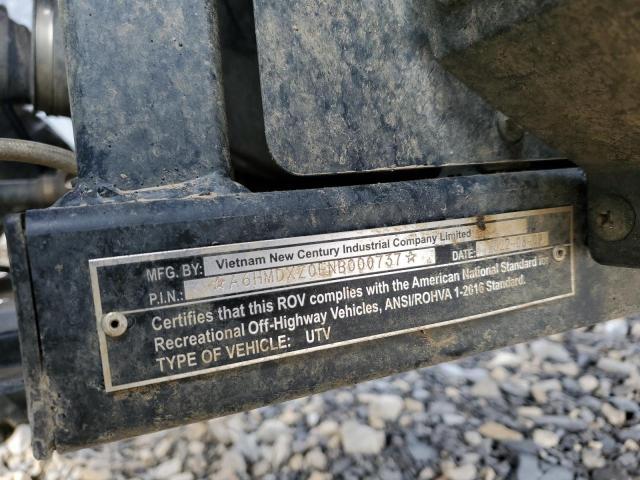 MFG. BY: Vietnam New Century Industrial Company Limited
P.I.N.: DATE:
Certifies that this ROV complies with the American National Standard for
Recreational Off-Highway Vehicles, ANSI/ROHVA 1-2016 Standard.
TYPE OF VEHICLE: UTV